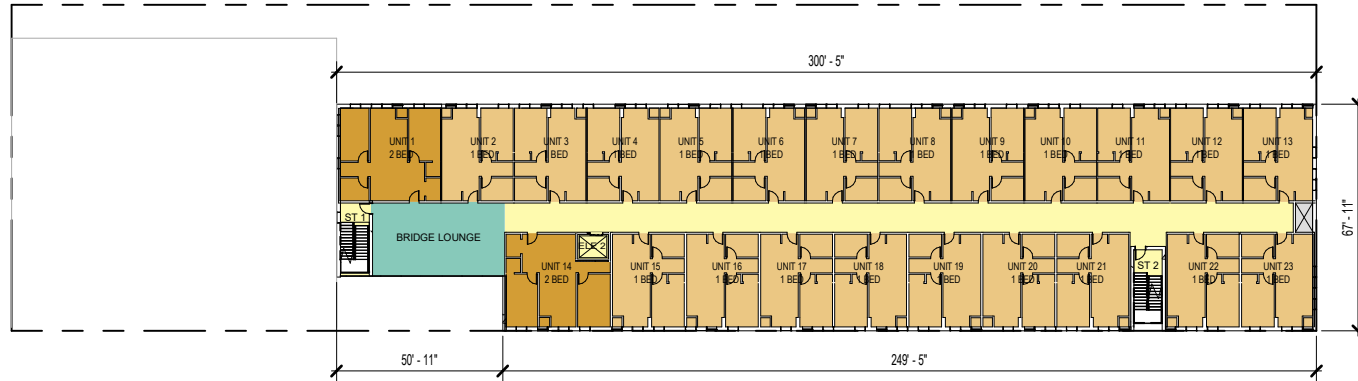 300' - 5"
UNIT 1
2 BED
UNIT 2
1 BED
UNIT 3
1 BED
UNIT 4
1 BED
UNIT 5
1 BED
UNIT 6
1 BED
UNIT 7
1 BED
UNIT 8
1 BED
UNIT 9
1 BED
UNIT 10
1 BED
UNIT 11
1 BED
UNIT 12
1 BED
UNIT 13
1 BED
67' - 11"
ST 1
BRIDGE LOUNGE
ELE 2
UNIT 14
2 BED
UNIT 15
1 BED
UNIT 16
1 BED
UNIT 17
1 BED
UNIT 18
1 BED
UNIT 19
1 BED
UNIT 20
1 BED
UNIT 21
1 BED
ST 2
UNIT 22
1 BED
UNIT 23
1 BED
50' - 11"
249' - 5"